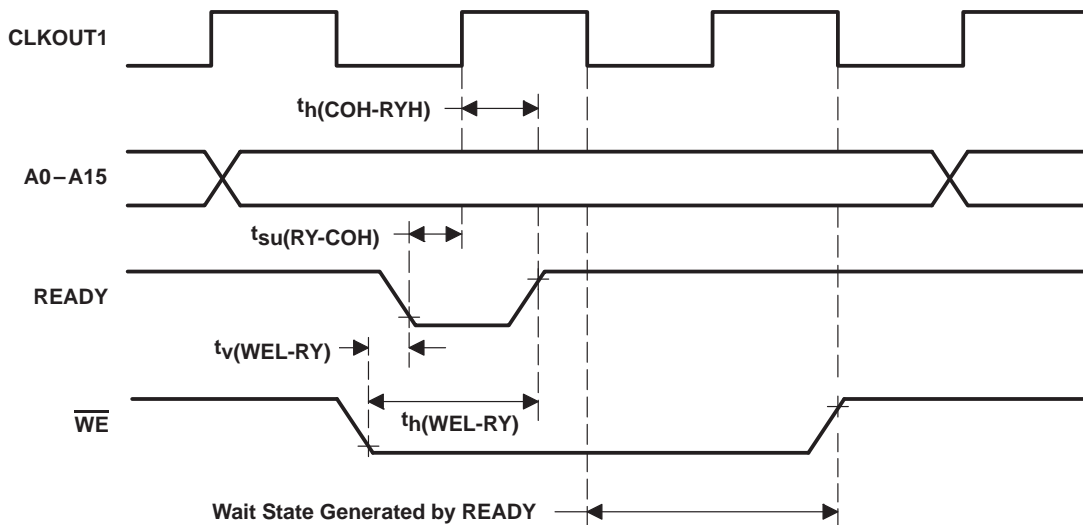 CLKOUT1
th(COH-RYH)
A0–A15
tsu(RY-COH)
READY
tv(WEL-RY)
th(WEL-RY)
WE
Wait State Generated by READY